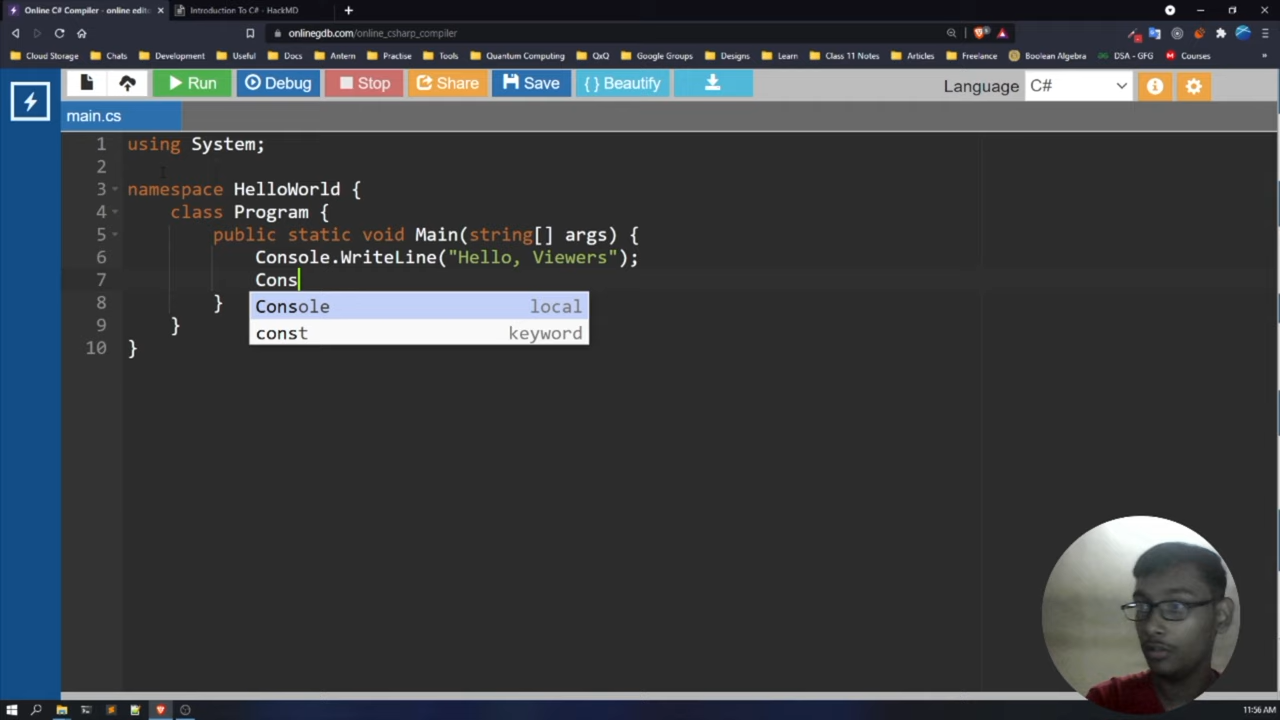 Online C# Compiler - online edito
Introduction To C# - HackMD
onlinegdb.com/online_csharp_compiler
Cloud Storage Chats Development Useful Docs Antern Practise Tools Quantum Computing QxQ Google Groups Designs Learn Class 11 Notes Articles Freelance Boolean Algebra DSA - GFG Courses
Run Debug Stop Share Save { } Beautify Language C#
main.cs
1 using System;
2
3 namespace HelloWorld {
4 class Program {
5 public static void Main(string[] args) {
6 Console.WriteLine("Hello, Viewers");
7 Cons
Console local
const keyword
8 }
9 }
10 }
11:56 AM